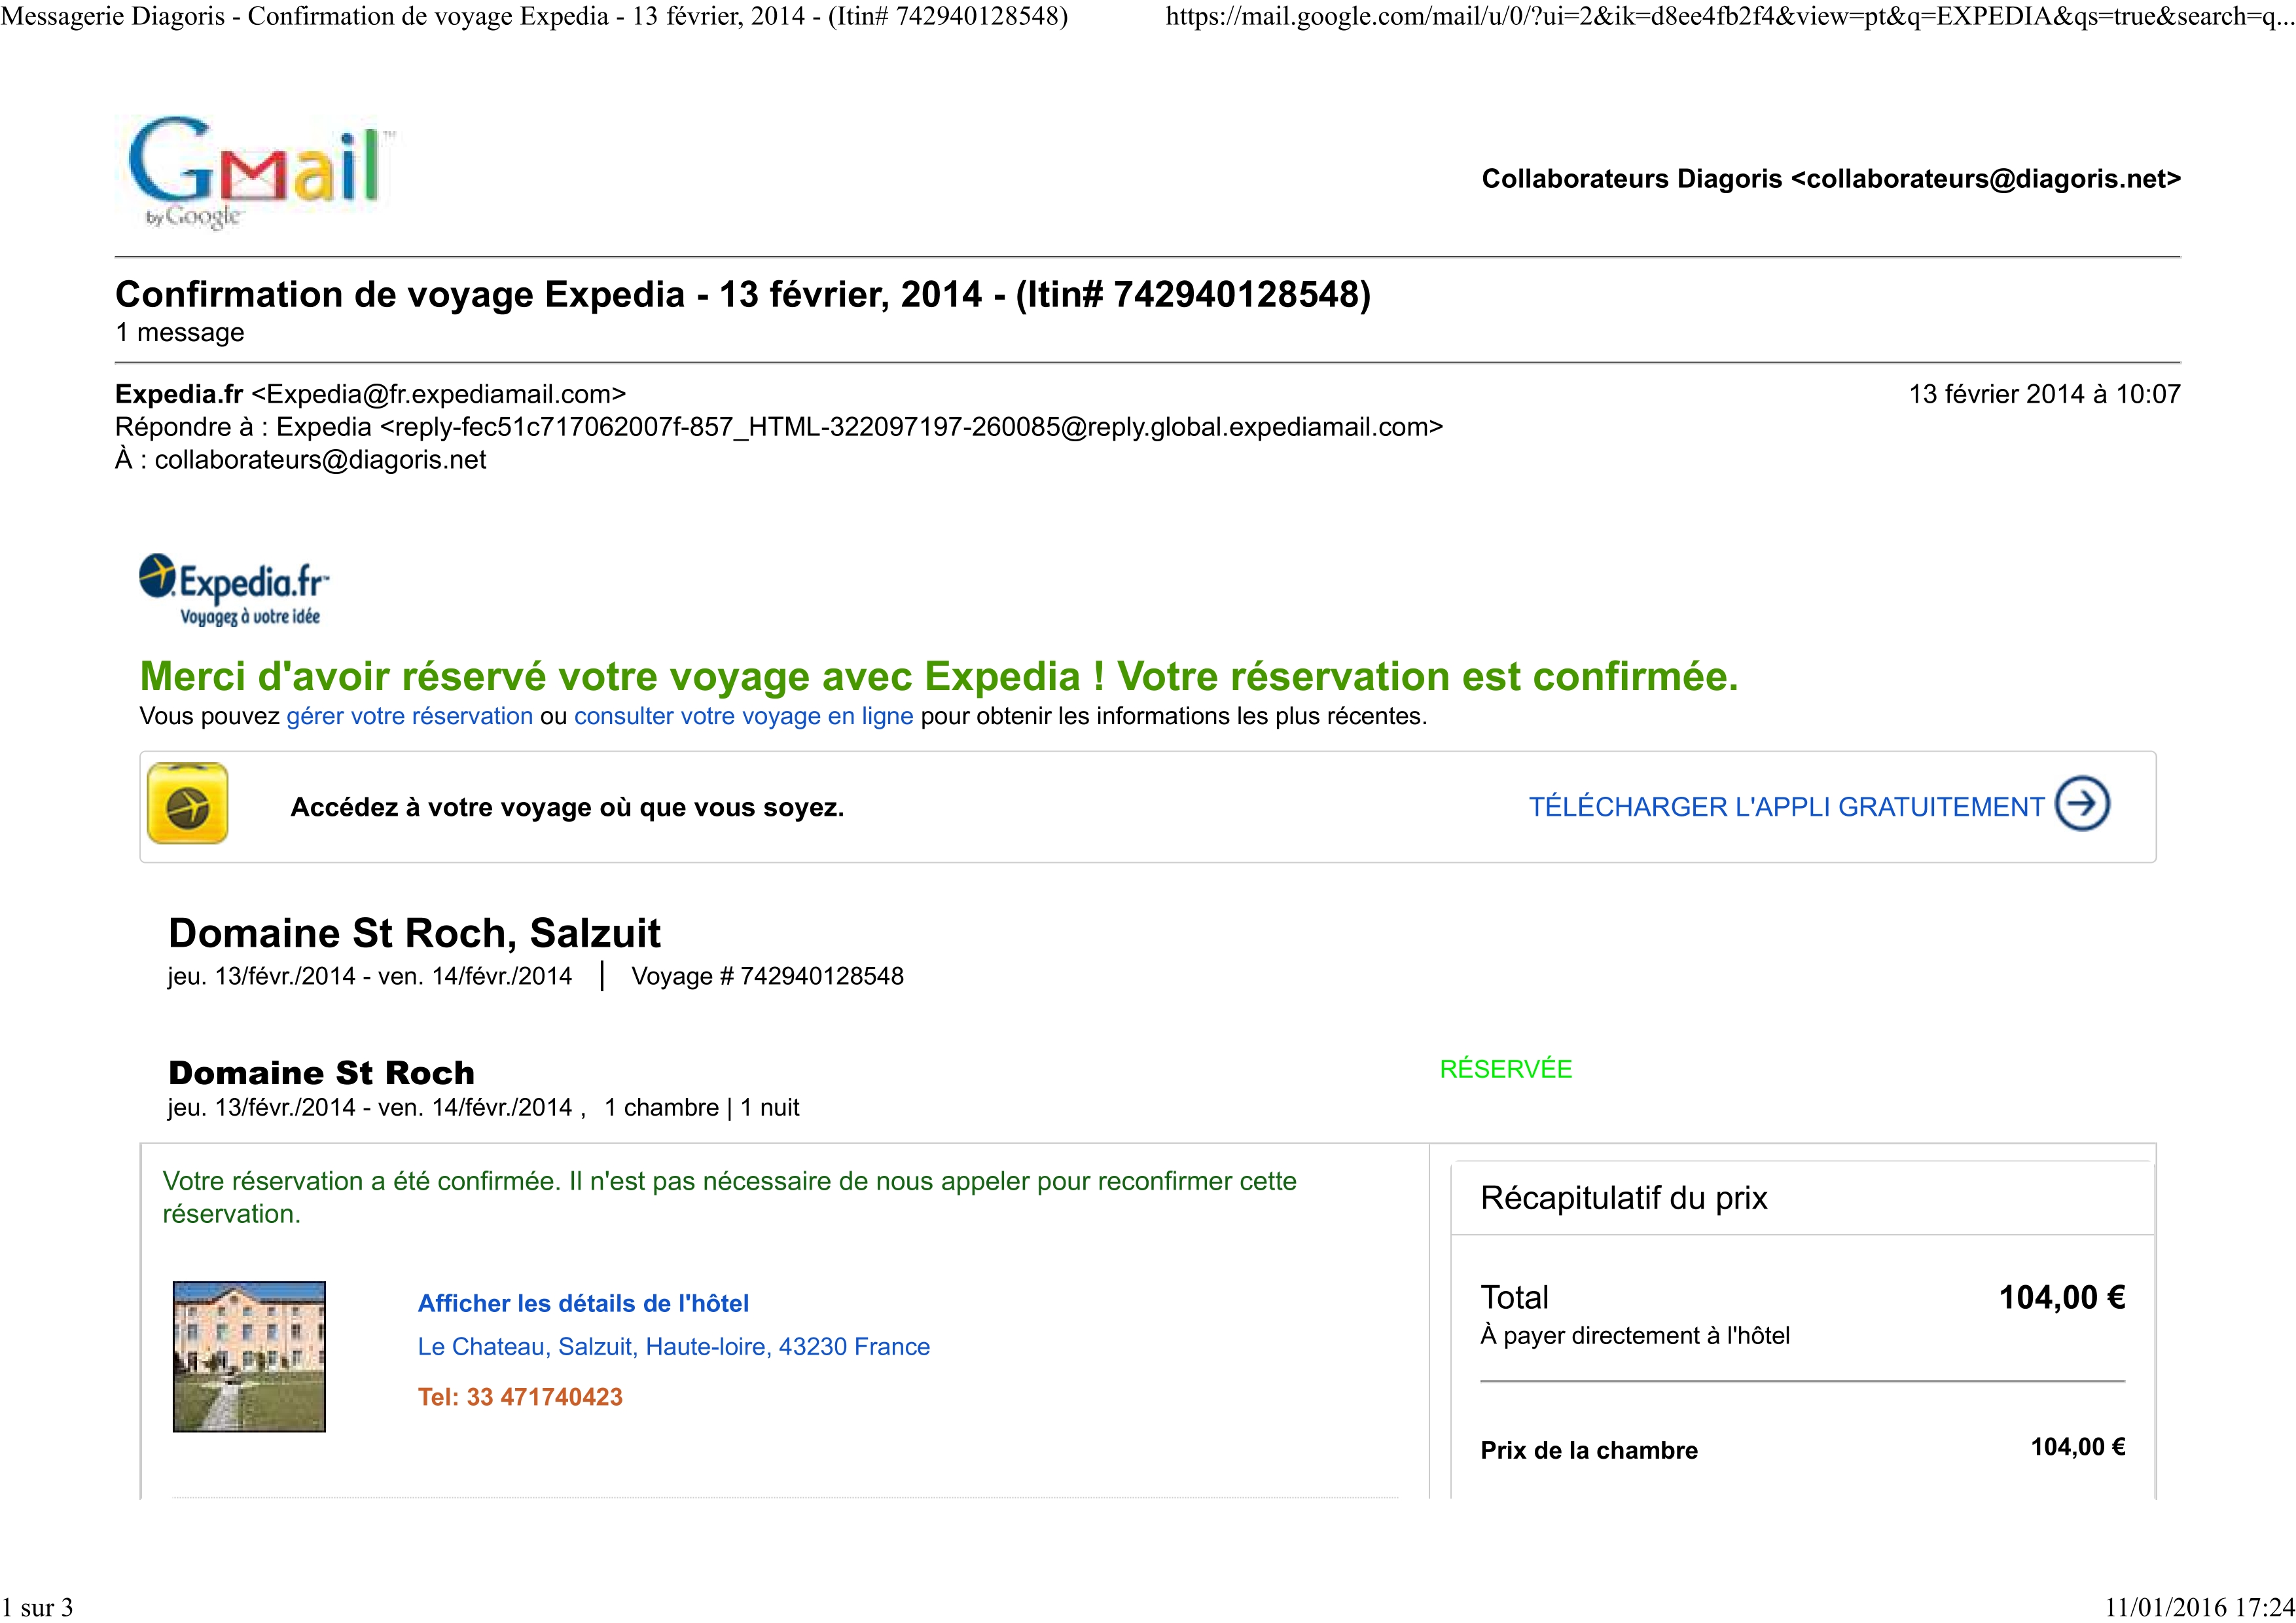 Messagerie Diagoris - Confirmation de voyage Expedia - 13 février, 2014 - (Itin# 742940128548)
https://mail.google.com/mail/u/0/?ui=2&ik=d8ee4fb2f4&view=pt&q=EXPEDIA&qs=true&search=q...
Gmail™
by Google™
Collaborateurs Diagoris <collaborateurs@diagoris.net>
Confirmation de voyage Expedia - 13 février, 2014 - (Itin# 742940128548)
1 message
Expedia.fr <Expedia@fr.expediamail.com>
13 février 2014 à 10:07
Répondre à : Expedia <reply-fec51c717062007f-857_HTML-322097197-260085@reply.global.expediamail.com>
À : collaborateurs@diagoris.net
Expedia.fr™
Voyagez à votre idée
Merci d'avoir réservé votre voyage avec Expedia ! Votre réservation est confirmée.
Vous pouvez gérer votre réservation ou consulter votre voyage en ligne pour obtenir les informations les plus récentes.
Accédez à votre voyage où que vous soyez.
TÉLÉCHARGER L'APPLI GRATUITEMENT
Domaine St Roch, Salzuit
jeu. 13/févr./2014 - ven. 14/févr./2014 | Voyage # 742940128548
Domaine St Roch
RÉSERVÉE
jeu. 13/févr./2014 - ven. 14/févr./2014 , 1 chambre | 1 nuit
Votre réservation a été confirmée. Il n'est pas nécessaire de nous appeler pour reconfirmer cette
réservation.
Afficher les détails de l'hôtel
Le Chateau, Salzuit, Haute-loire, 43230 France
Tel: 33 471740423
Récapitulatif du prix
Total 104,00 €
À payer directement à l'hôtel
Prix de la chambre 104,00 €
1 sur 3
11/01/2016 17:24